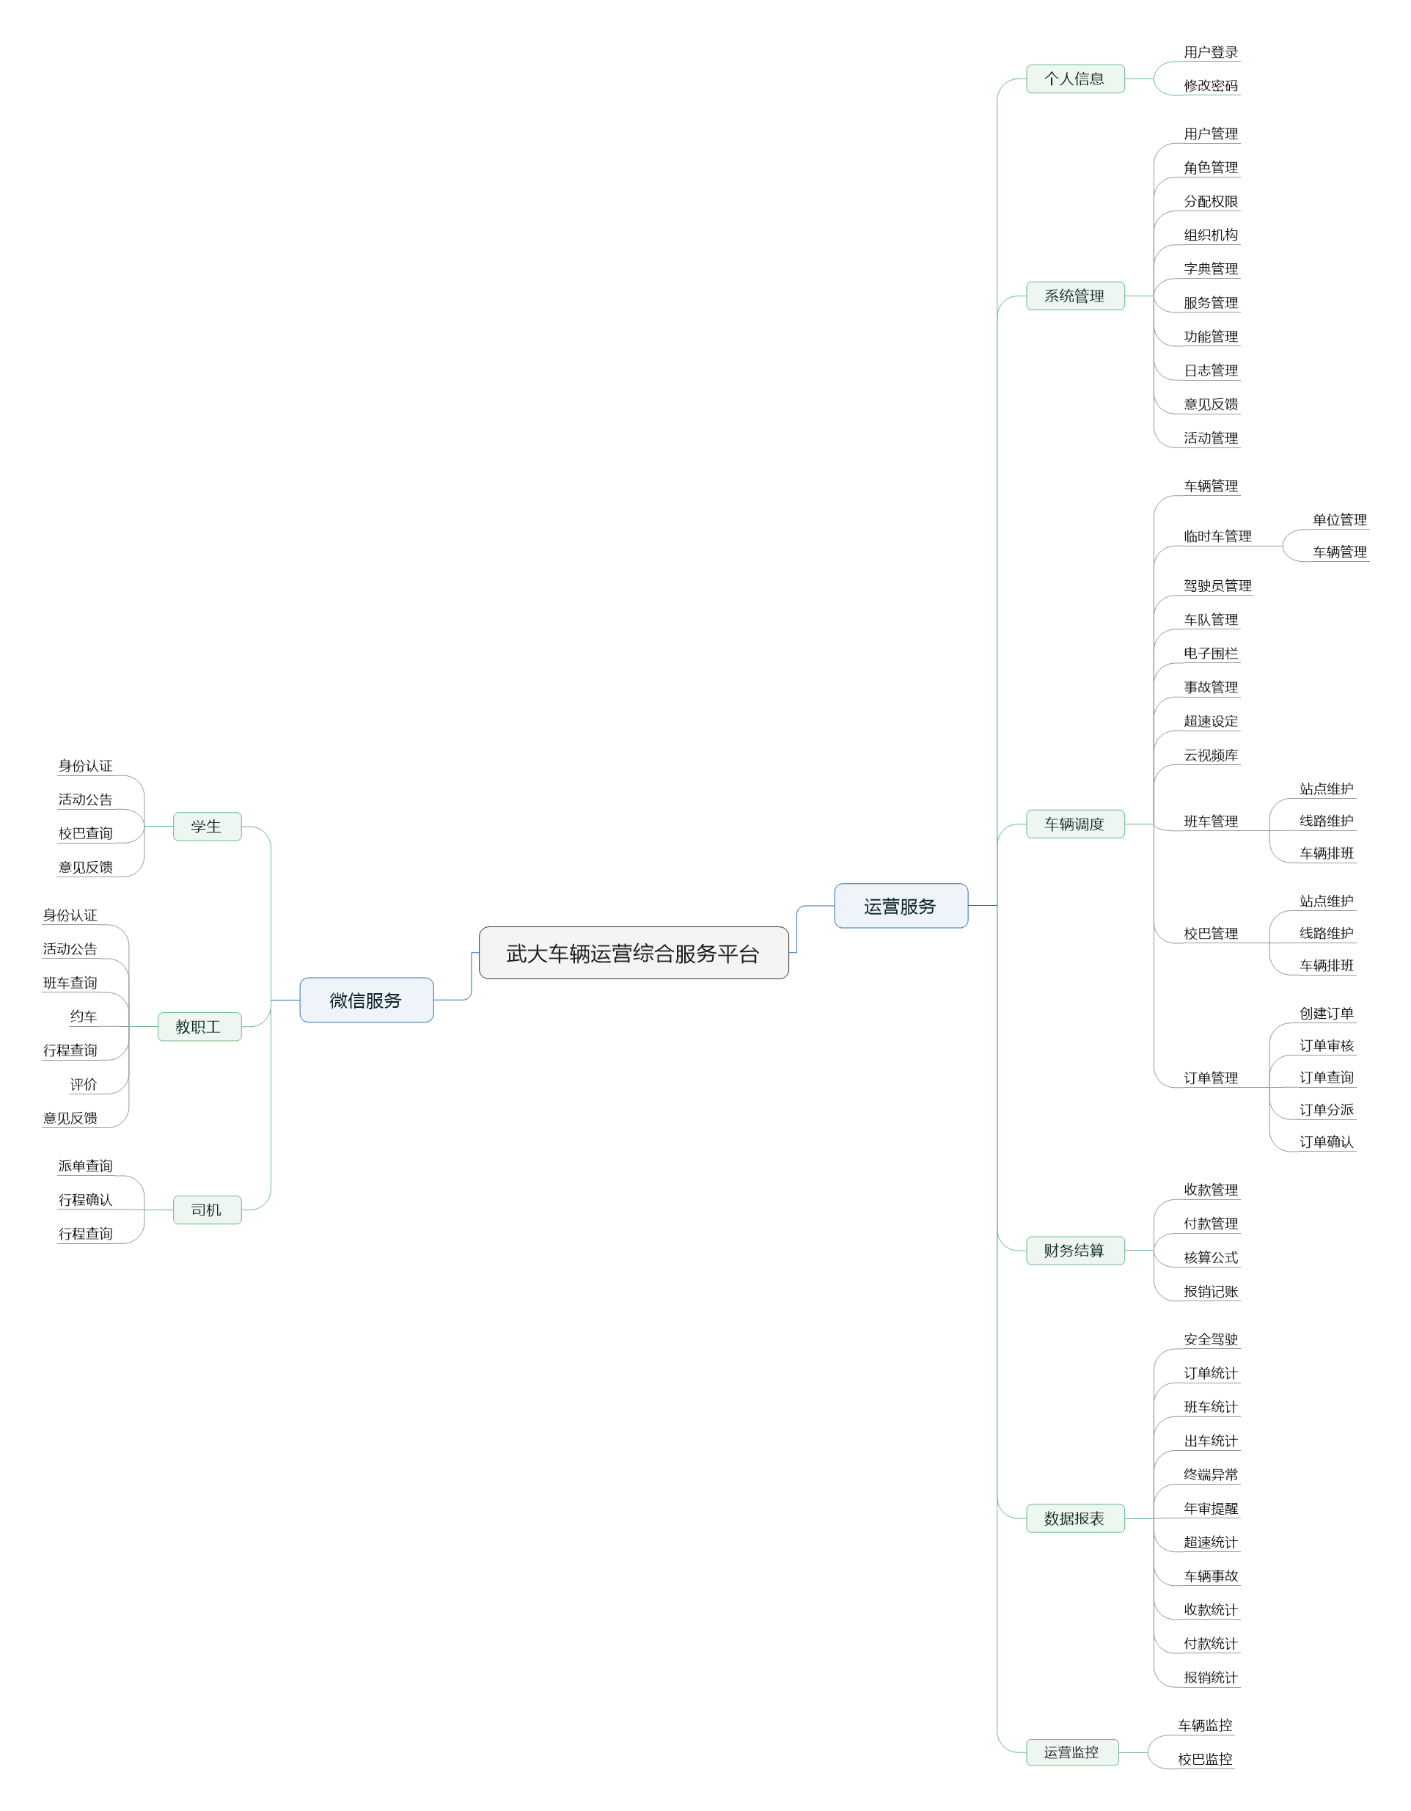 武大车辆运营综合服务平台
运营服务
个人信息
用户登录
修改密码
系统管理
用户管理
角色管理
分配权限
组织机构
字典管理
服务管理
功能管理
日志管理
意见反馈
活动管理
车辆调度
车辆管理
临时车管理
单位管理
车辆管理
驾驶员管理
车队管理
电子围栏
事故管理
超速设定
云视频库
班车管理
站点维护
线路维护
车辆排班
校巴管理
站点维护
线路维护
车辆排班
订单管理
创建订单
订单审核
订单查询
订单分派
订单确认
财务结算
收款管理
付款管理
核算公式
报销记账
数据报表
安全驾驶
订单统计
班车统计
出车统计
终端异常
年审提醒
超速统计
车辆事故
收款统计
付款统计
报销统计
运营监控
车辆监控
校巴监控
微信服务
学生
身份认证
活动公告
校巴查询
意见反馈
教职工
身份认证
活动公告
班车查询
约车
行程查询
评价
意见反馈
司机
派单查询
行程确认
行程查询